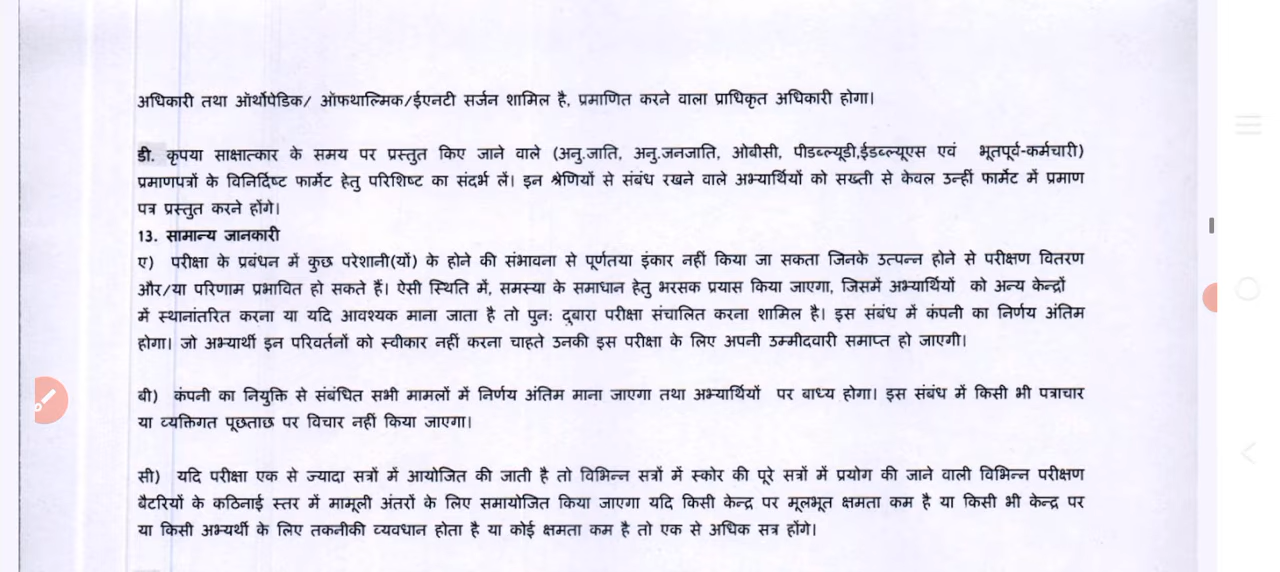 अधिकारी तथा ऑर्थोपेडिक/ ऑफथाल्मिक/ईएनटी सर्जन शामिल है, प्रमाणित करने वाला प्राधिकृत अधिकारी होगा।
डी. कृपया साक्षात्कार के समय पर प्रस्तुत किए जाने वाले (अनु.जाति, अनु.जनजाति, ओबीसी, पीडब्ल्यूडी,ईडब्ल्यूएस एवं भूतपूर्व-कर्मचारी)
प्रमाणपत्रों के विनिर्दिष्ट फार्मेट हेतु परिशिष्ट का संदर्भ लें। इन श्रेणियों से संबंध रखने वाले अभ्यार्थियों को सख्ती से केवल उन्हीं फार्मेट में प्रमाण
पत्र प्रस्तुत करने होंगे।
13. सामान्य जानकारी
ए) परीक्षा के प्रबंधन में कुछ परेशानी(यों) के होने की संभावना से पूर्णतया इंकार नहीं किया जा सकता जिनके उत्पन्न होने से परीक्षण वितरण
और/या परिणाम प्रभावित हो सकते हैं। ऐसी स्थिति में, समस्या के समाधान हेतु भरसक प्रयास किया जाएगा, जिसमें अभ्यार्थियों को अन्य केन्द्रों
में स्थानांतरित करना या यदि आवश्यक माना जाता है तो पुन: दुबारा परीक्षा संचालित करना शामिल है। इस संबंध में कंपनी का निर्णय अंतिम
होगा। जो अभ्यार्थी इन परिवर्तनों को स्वीकार नहीं करना चाहते उनकी इस परीक्षा के लिए अपनी उम्मीदवारी समाप्त हो जाएगी।
बी) कंपनी का नियुक्ति से संबंधित सभी मामलों में निर्णय अंतिम माना जाएगा तथा अभ्यार्थियों पर बाध्य होगा। इस संबंध में किसी भी पत्राचार
या व्यक्तिगत पूछताछ पर विचार नहीं किया जाएगा।
सी) यदि परीक्षा एक से ज्यादा सत्रों में आयोजित की जाती है तो विभिन्न सत्रों में स्कोर की पूरे सत्रों में प्रयोग की जाने वाली विभिन्न परीक्षण
बैटरियों के कठिनाई स्तर में मामूली अंतरों के लिए समायोजित किया जाएगा यदि किसी केन्द्र पर मूलभूत क्षमता कम है या किसी भी केन्द्र पर
या किसी अभ्यर्थी के लिए तकनीकी व्यवधान होता है या कोई क्षमता कम है तो एक से अधिक सत्र होंगे।